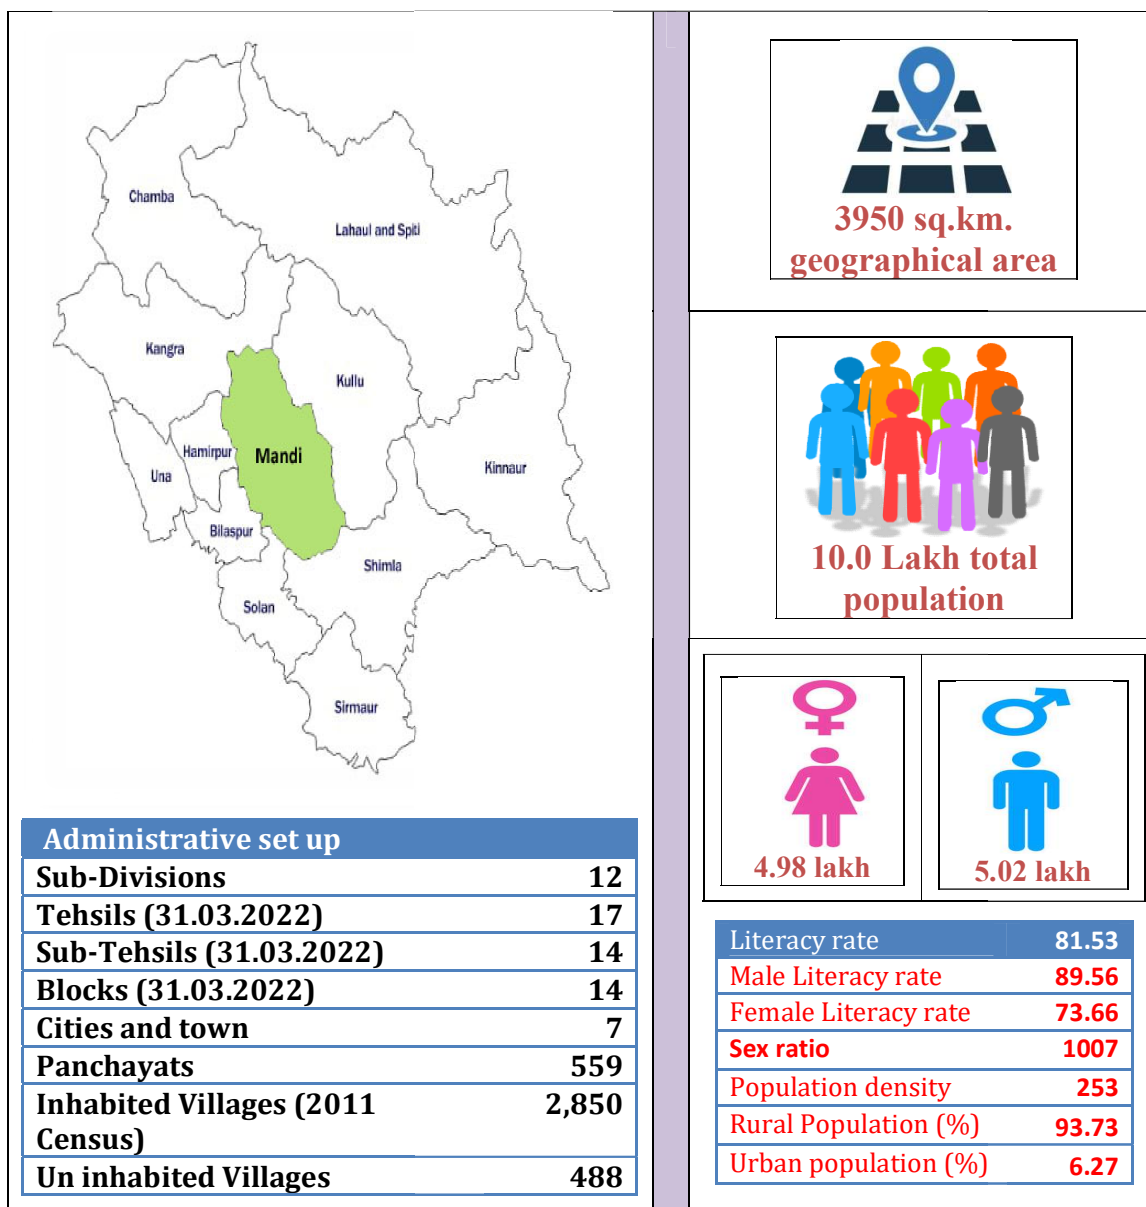 Chamba
Lahaul and Spiti
Kangra
Kullu
Hamirpur
Mandi
Una
Kinnaur
Bilaspur
Shimla
Solan
Sirmaur
Administrative set up
Sub-Divisions 12
Tehsils (31.03.2022) 17
Sub-Tehsils (31.03.2022) 14
Blocks (31.03.2022) 14
Cities and town 7
Panchayats 559
Inhabited Villages (2011 2,850
Census)
Un inhabited Villages 488
3950 sq.km.
geographical area
10.0 Lakh total
population
4.98 lakh
5.02 lakh
Literacy rate 81.53
Male Literacy rate 89.56
Female Literacy rate 73.66
Sex ratio 1007
Population density 253
Rural Population (%) 93.73
Urban population (%) 6.27